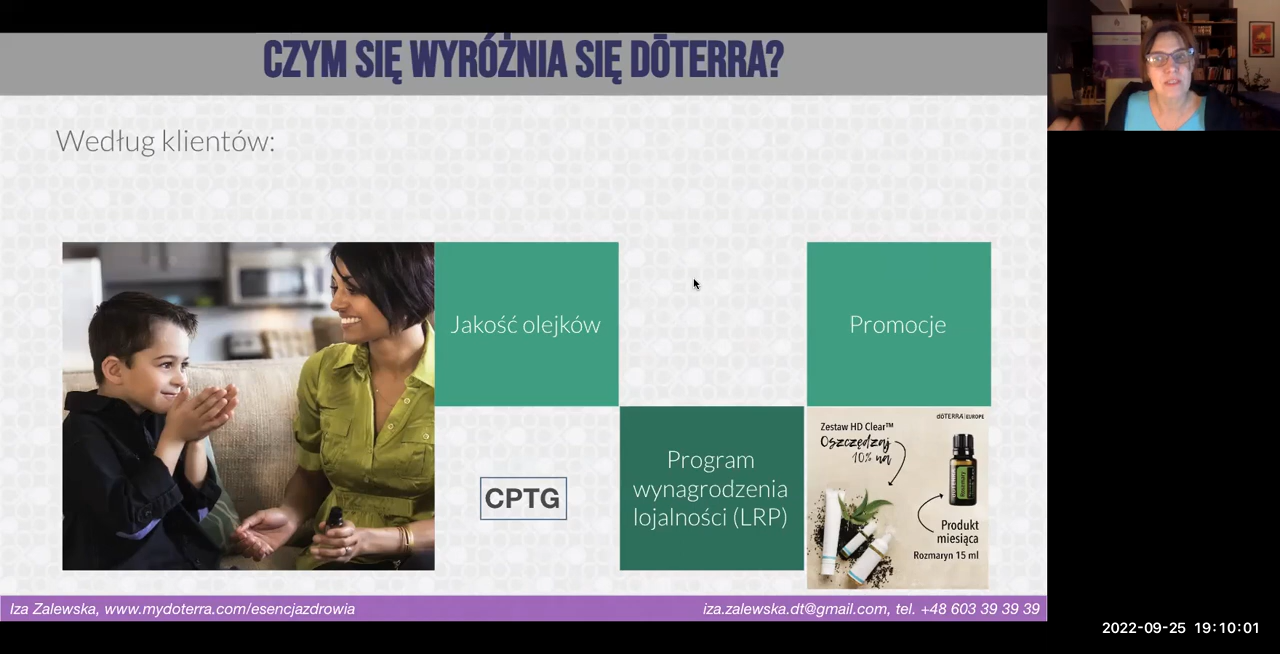 CZYM SIĘ WYRÓŻNIA SIĘ DŌTERRA?
Według klientów:
Jakość olejków
Promocje
CPTG
Program
wynagrodzenia
lojalności (LRP)
dōTERRA EUROPE
Zestaw HD Clear™
Oszczędzaj
10% na
Produkt
miesiąca
Rozmaryn 15 ml
Iza Zalewska, www.mydoterra.com/esencjazdrowia
iza.zalewska.dt@gmail.com, tel. +48 603 39 39 39
2022-09-25 19:10:01